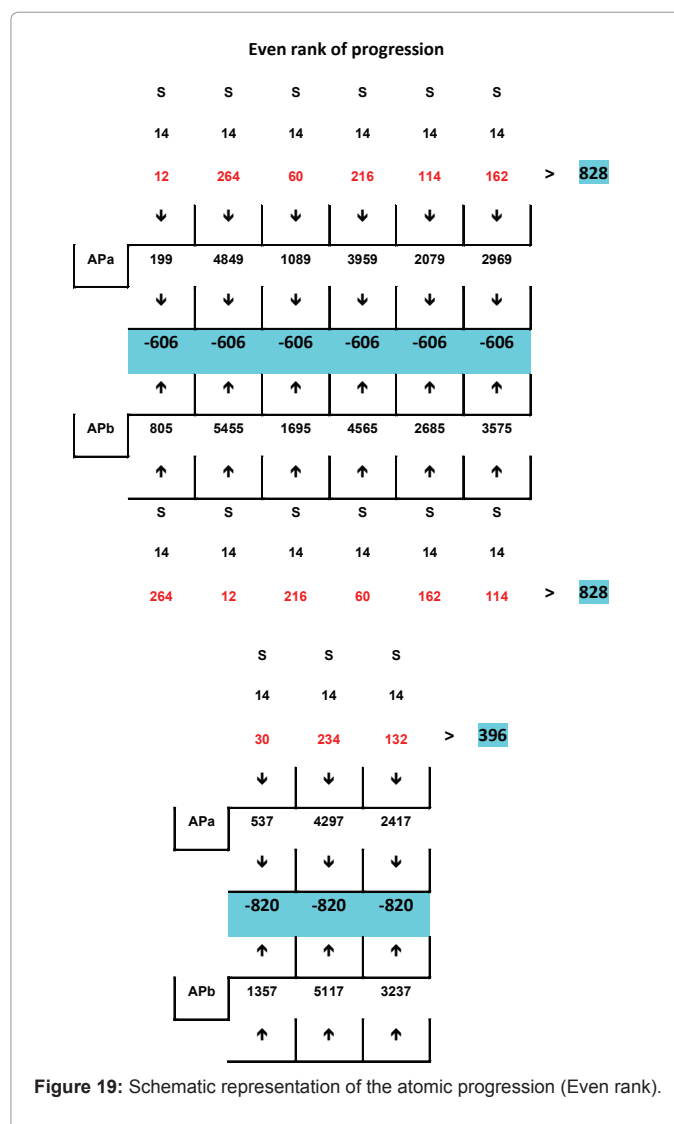 Even rank of progression
S S S S S S
14 14 14 14 14 14
12 264 60 216 114 162 > 828
↓ ↓ ↓ ↓ ↓ ↓
APa 199 4849 1089 3959 2079 2969
↓ ↓ ↓ ↓ ↓ ↓
-606 -606 -606 -606 -606 -606
↑ ↑ ↑ ↑ ↑ ↑
APb 805 5455 1695 4565 2685 3575
↑ ↑ ↑ ↑ ↑ ↑
S S S S S S
14 14 14 14 14 14
264 12 216 60 162 114 > 828
S S S
14 14 14
30 234 132 > 396
↓ ↓ ↓
APa 537 4297 2417
↓ ↓ ↓
-820 -820 -820
↑ ↑ ↑
APb 1357 5117 3237
↑ ↑ ↑
Figure 19: Schematic representation of the atomic progression (Even rank).